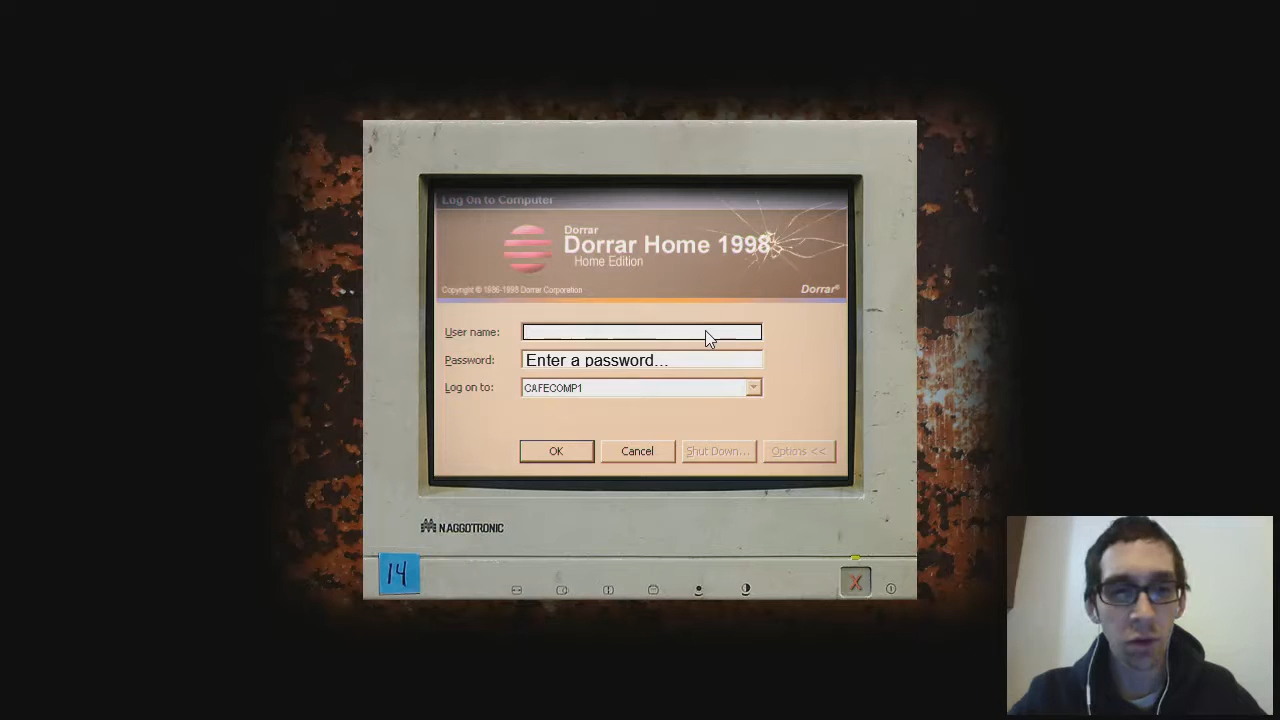 Log On to Computer
Dorrar
Dorrar Home 1998
Home Edition
Copyright © 1986-1998 Dorrar Corporation
Dorrar®
User name:
Password: Enter a password...
Log on to: CAFECOMP1
OK Cancel Shut Down... Options <<
NAGGOTRONIC
14
X